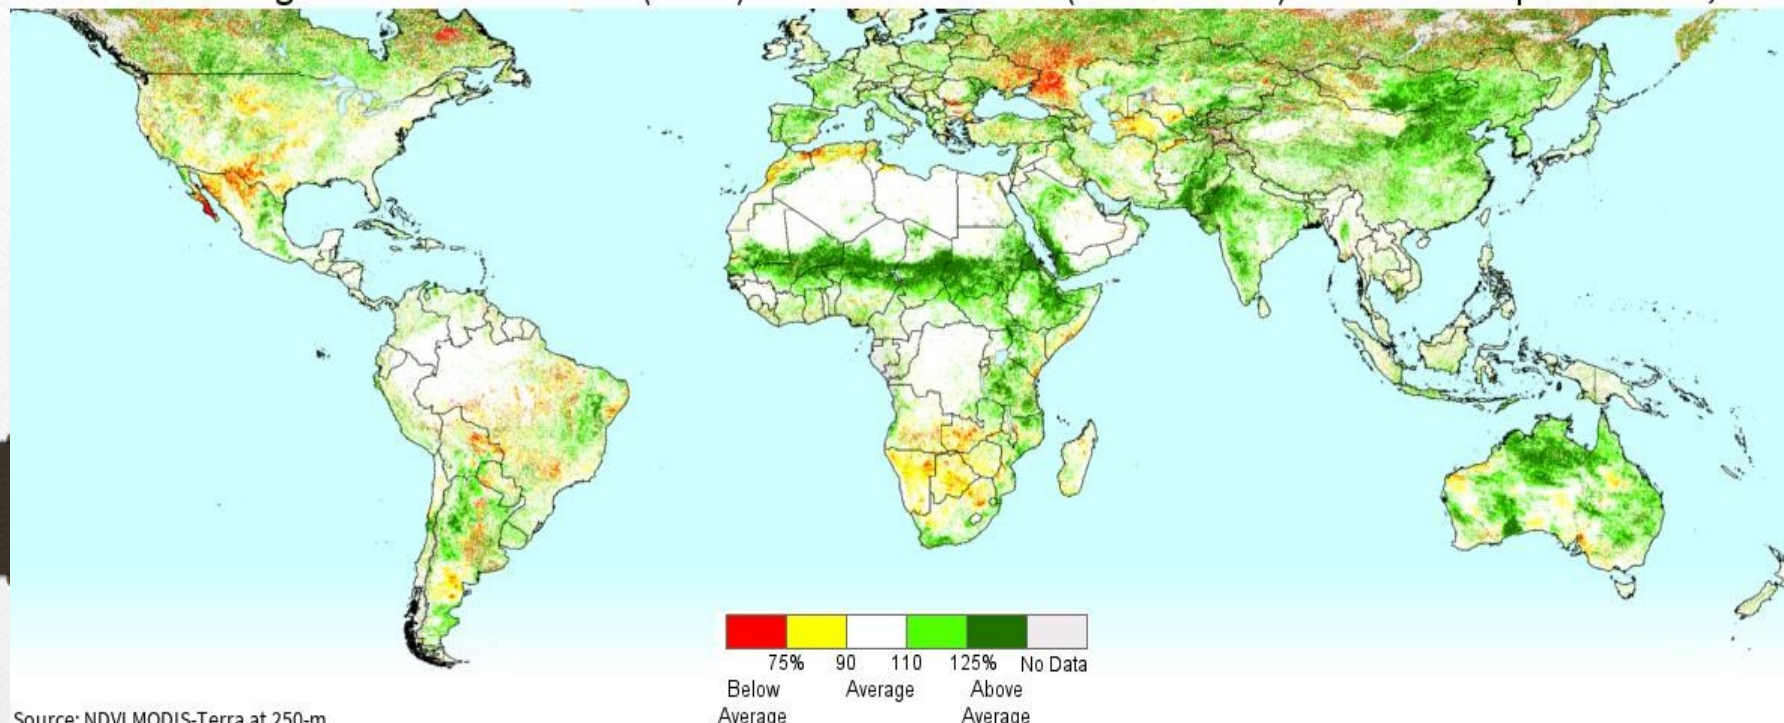 75% 90 110 125% No Data
Below Average Above
Average Average
Source: NDVI MODIS-Terra at 250-m